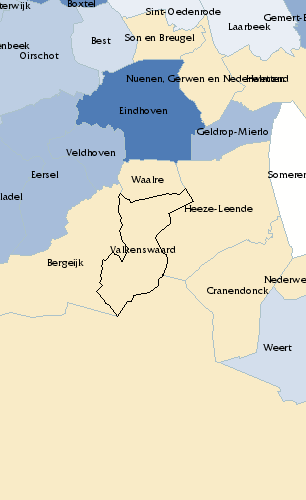 terwijk
Boxtel
Sint-Oedenrode
Gemert-B
Laarbeek
Son en Breugel
Best
enbeek
Oirschot
Nuenen, Gerwen en Nederwetten
Helmond
Eindhoven
Geldrop-Mierlo
Veldhoven
Eersel
Waalre
Someren
ladel
Heeze-Leende
Valkenswaard
Bergeijk
Nederwe
Cranendonck
Weert